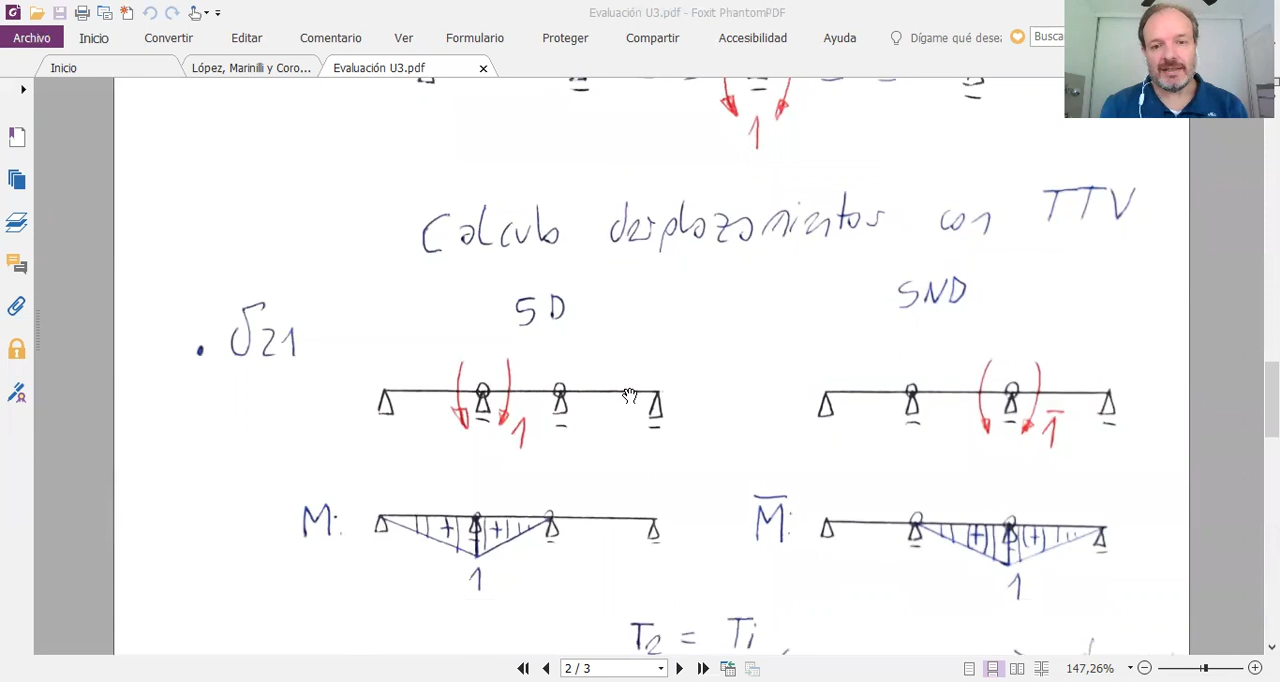 Evaluación U3.pdf - Foxit PhantomPDF
Archivo Inicio Convertir Editar Comentario Ver Formulario Proteger Compartir Accesibilidad Ayuda Dígame qué dese: Busca
Inicio López, Marinilli y Coro... Evaluación U3.pdf
1
Calculo desplazamientos con TTV
SD SND
. δ21
1 1̅
M: M̅:
(+) (+) (+) (+)
1 1
T2 = Ti
2 / 3 147,26%